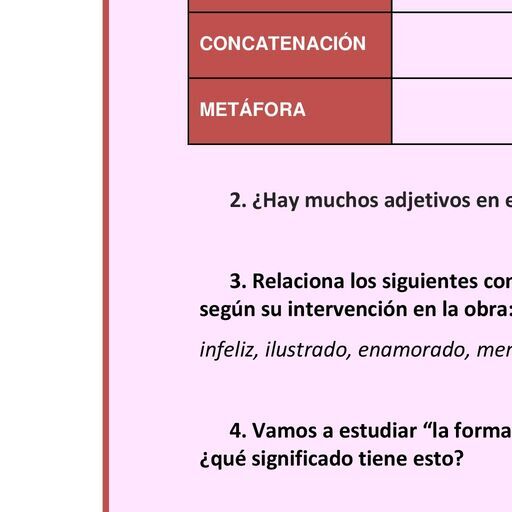 CONCATENACIÓN
METÁFORA
2. ¿Hay muchos adjetivos en e
3. Relaciona los siguientes con
según su intervención en la obra:
infeliz, ilustrado, enamorado, mer
4. Vamos a estudiar “la forma
¿qué significado tiene esto?